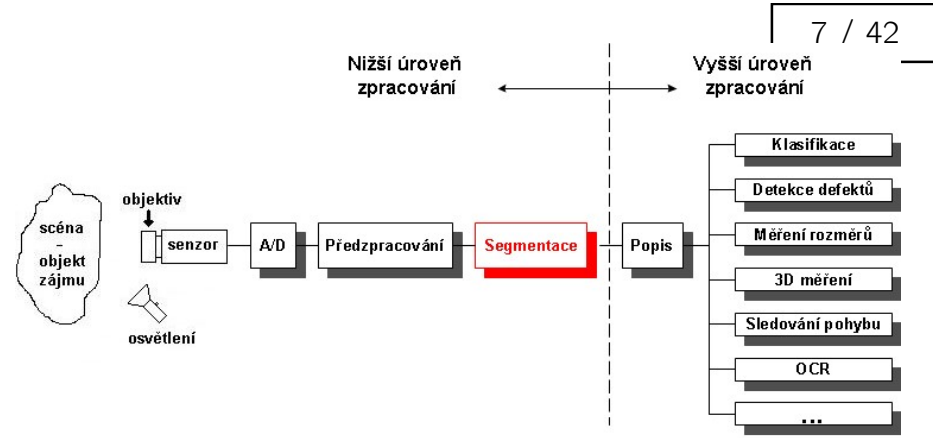 7 / 42
Nižší úroveň
zpracování
Vyšší úroveň
zpracování
scéna
–
objekt
zájmu
objektiv
senzor
osvětlení
A/D
Předzpracování
Segmentace
Popis
Klasifikace
Detekce defektů
Měření rozměrů
3D měření
Sledování pohybu
OCR
...